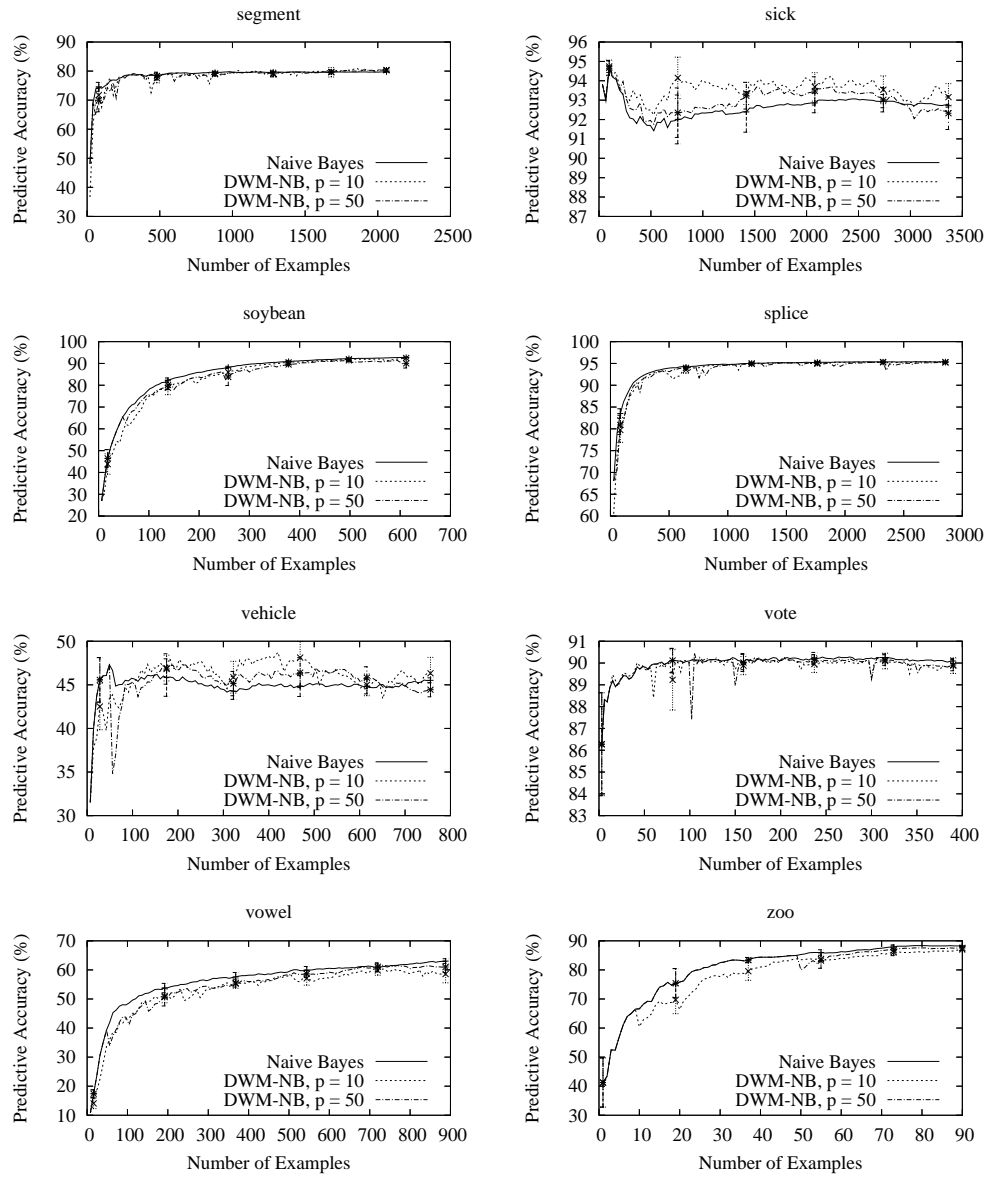 segment
Predictive Accuracy (%)
90
80
70
60
50
40
30
Naive Bayes
DWM-NB, p = 10
DWM-NB, p = 50
0 500 1000 1500 2000 2500
Number of Examples
sick
Predictive Accuracy (%)
96
95
94
93
92
91
90
89
88
87
Naive Bayes
DWM-NB, p = 10
DWM-NB, p = 50
0 500 1000 1500 2000 2500 3000 3500
Number of Examples
soybean
Predictive Accuracy (%)
100
90
80
70
60
50
40
30
20
Naive Bayes
DWM-NB, p = 10
DWM-NB, p = 50
0 100 200 300 400 500 600 700
Number of Examples
splice
Predictive Accuracy (%)
100
95
90
85
80
75
70
65
60
Naive Bayes
DWM-NB, p = 10
DWM-NB, p = 50
0 500 1000 1500 2000 2500 3000
Number of Examples
vehicle
Predictive Accuracy (%)
50
45
40
35
30
Naive Bayes
DWM-NB, p = 10
DWM-NB, p = 50
0 100 200 300 400 500 600 700 800
Number of Examples
vote
Predictive Accuracy (%)
91
90
89
88
87
86
85
84
83
Naive Bayes
DWM-NB, p = 10
DWM-NB, p = 50
0 50 100 150 200 250 300 350 400
Number of Examples
vowel
Predictive Accuracy (%)
70
60
50
40
30
20
10
Naive Bayes
DWM-NB, p = 10
DWM-NB, p = 50
0 100 200 300 400 500 600 700 800 900
Number of Examples
zoo
Predictive Accuracy (%)
90
80
70
60
50
40
30
Naive Bayes
DWM-NB, p = 10
DWM-NB, p = 50
0 10 20 30 40 50 60 70 80 90
Number of Examples